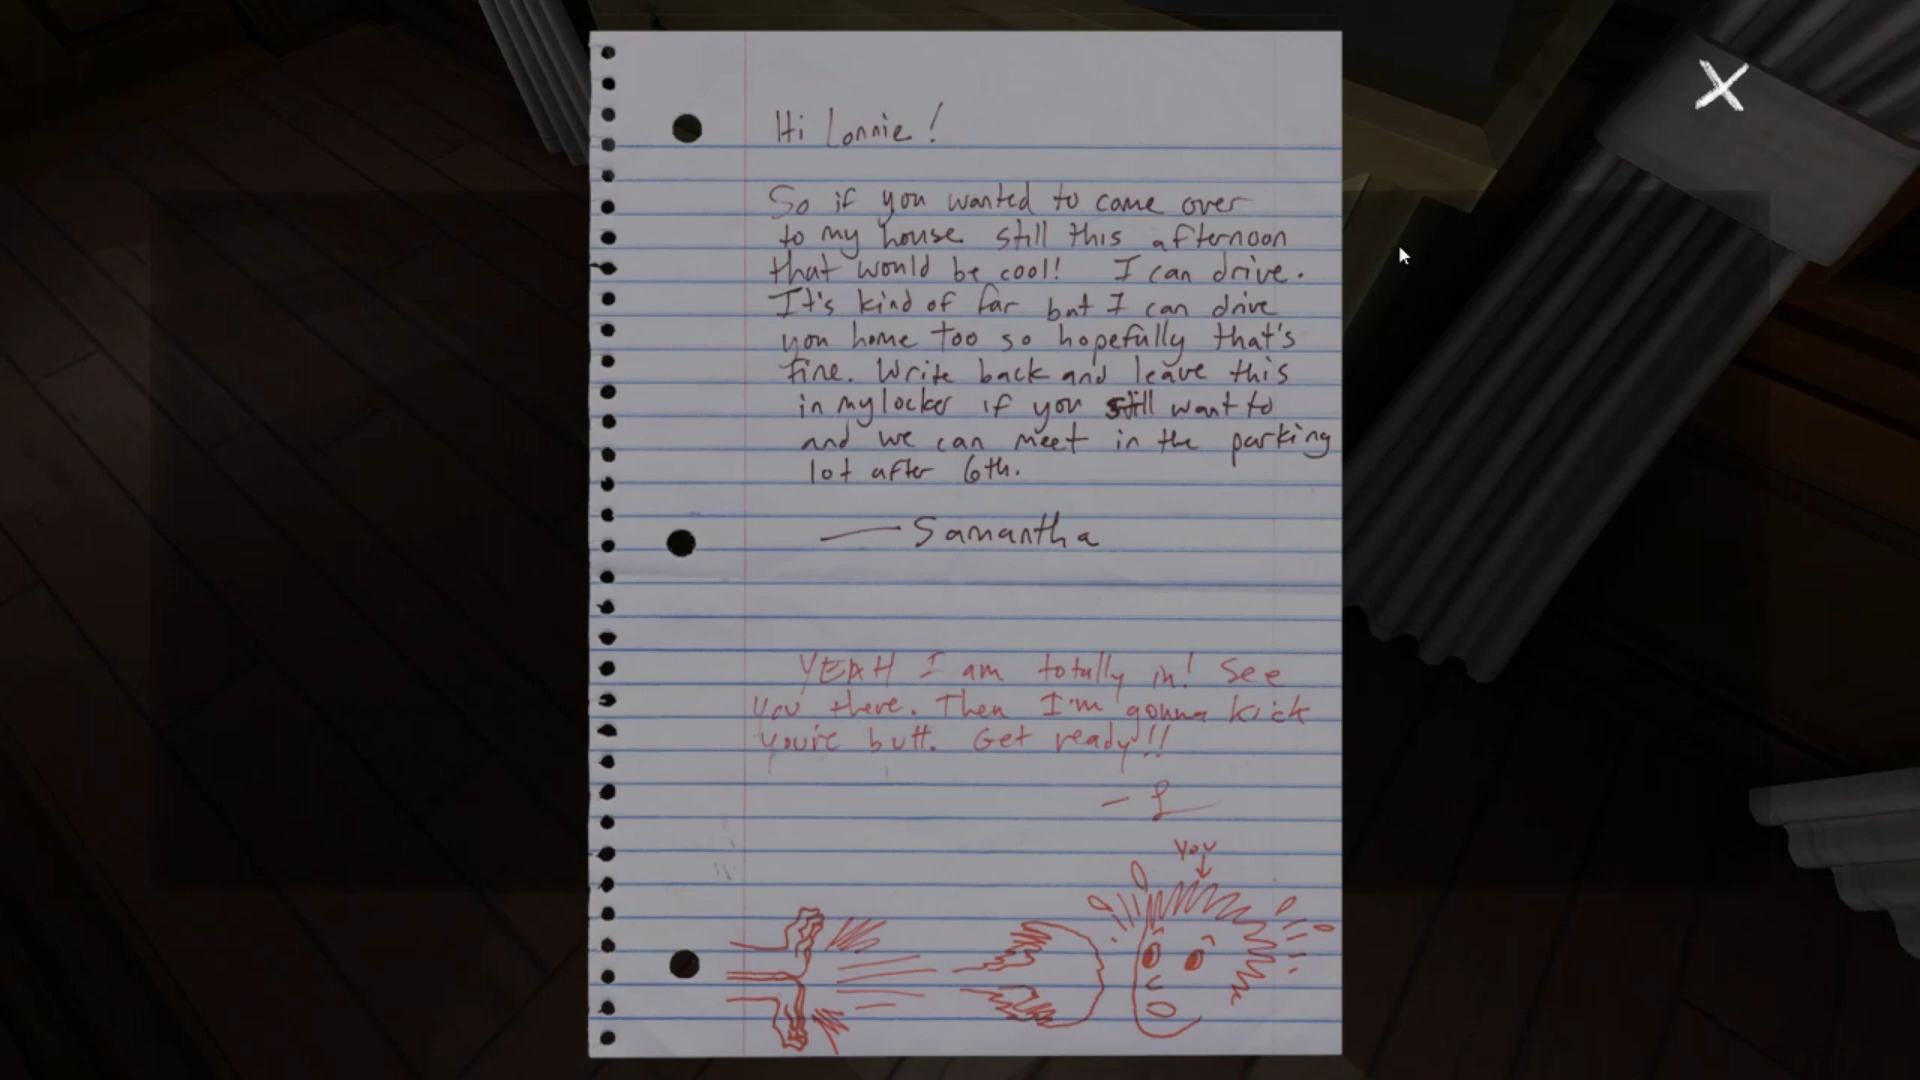 Hi Lonnie!
So if you wanted to come over
to my house still this afternoon
that would be cool! I can drive.
It's kind of far but I can drive
you home too so hopefully that's
fine. Write back and leave this
in my locker if you still want to
and we can meet in the parking
lot after 6th.
— Samantha
YEAH I am totally in! See
you there. Then I'm gonna kick
you're butt. Get ready!!
- L
You